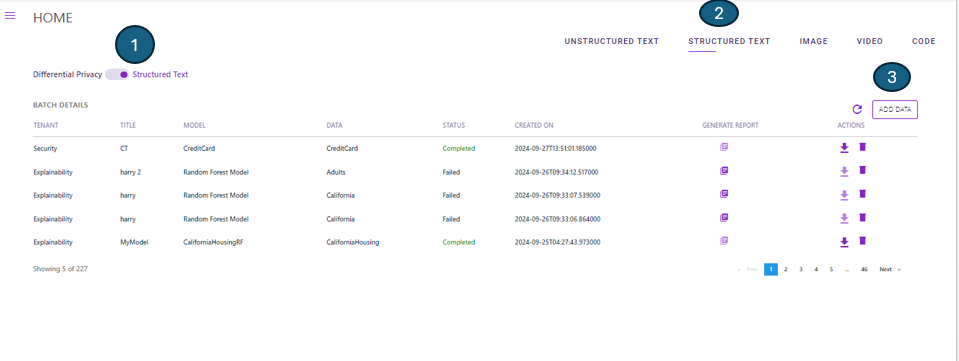 HOME
1
2
UNSTRUCTURED TEXT STRUCTURED TEXT IMAGE VIDEO CODE
Differential Privacy Structured Text
3
BATCH DETAILS
ADD DATA
TENANT TITLE MODEL DATA STATUS CREATED ON GENERATE REPORT ACTIONS
Security CT CreditCard CreditCard Completed 2024-09-27T13:51:01.185000
Explainability harry 2 Random Forest Model Adults Failed 2024-09-26T09:34:12.517000
Explainability harry Random Forest Model California Failed 2024-09-26T09:33:07.539000
Explainability harry Random Forest Model California Failed 2024-09-26T09:33:06.864000
Explainability MyModel CaliforniaHousingRF CaliforniaHousing Completed 2024-09-25T04:27:43.973000
Showing 5 of 227
« Prev 1 2 3 4 5 ... 46 Next »